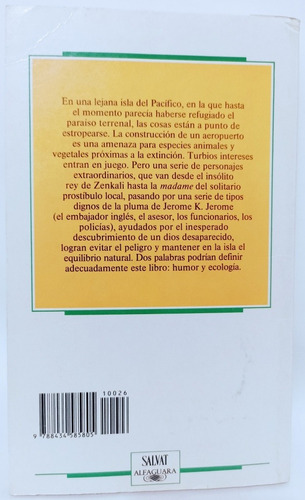 En una lejana isla del Pacífico, en la que hasta
el momento parecía haberse refugiado el
paraíso terrenal, las cosas están a punto de
estropearse. La construcción de un aeropuerto
es una amenaza para especies animales y
vegetales próximas a la extinción. Turbios intereses
entran en juego. Pero una serie de personajes
extraordinarios, que van desde el insólito
rey de Zenkali hasta la madame del solitario
prostíbulo local, pasando por una serie de tipos
dignos de la pluma de Jerome K. Jerome
(el embajador inglés, el asesor, los funcionarios, los
policías), ayudados por el inesperado
descubrimiento de un dios desaparecido,
logran evitar el peligro y mantener en la isla el
equilibrio natural. Dos palabras podrían definir
adecuadamente este libro: humor y ecología.
10026
9 788434 585805
SALVAT
ALFAGUARA